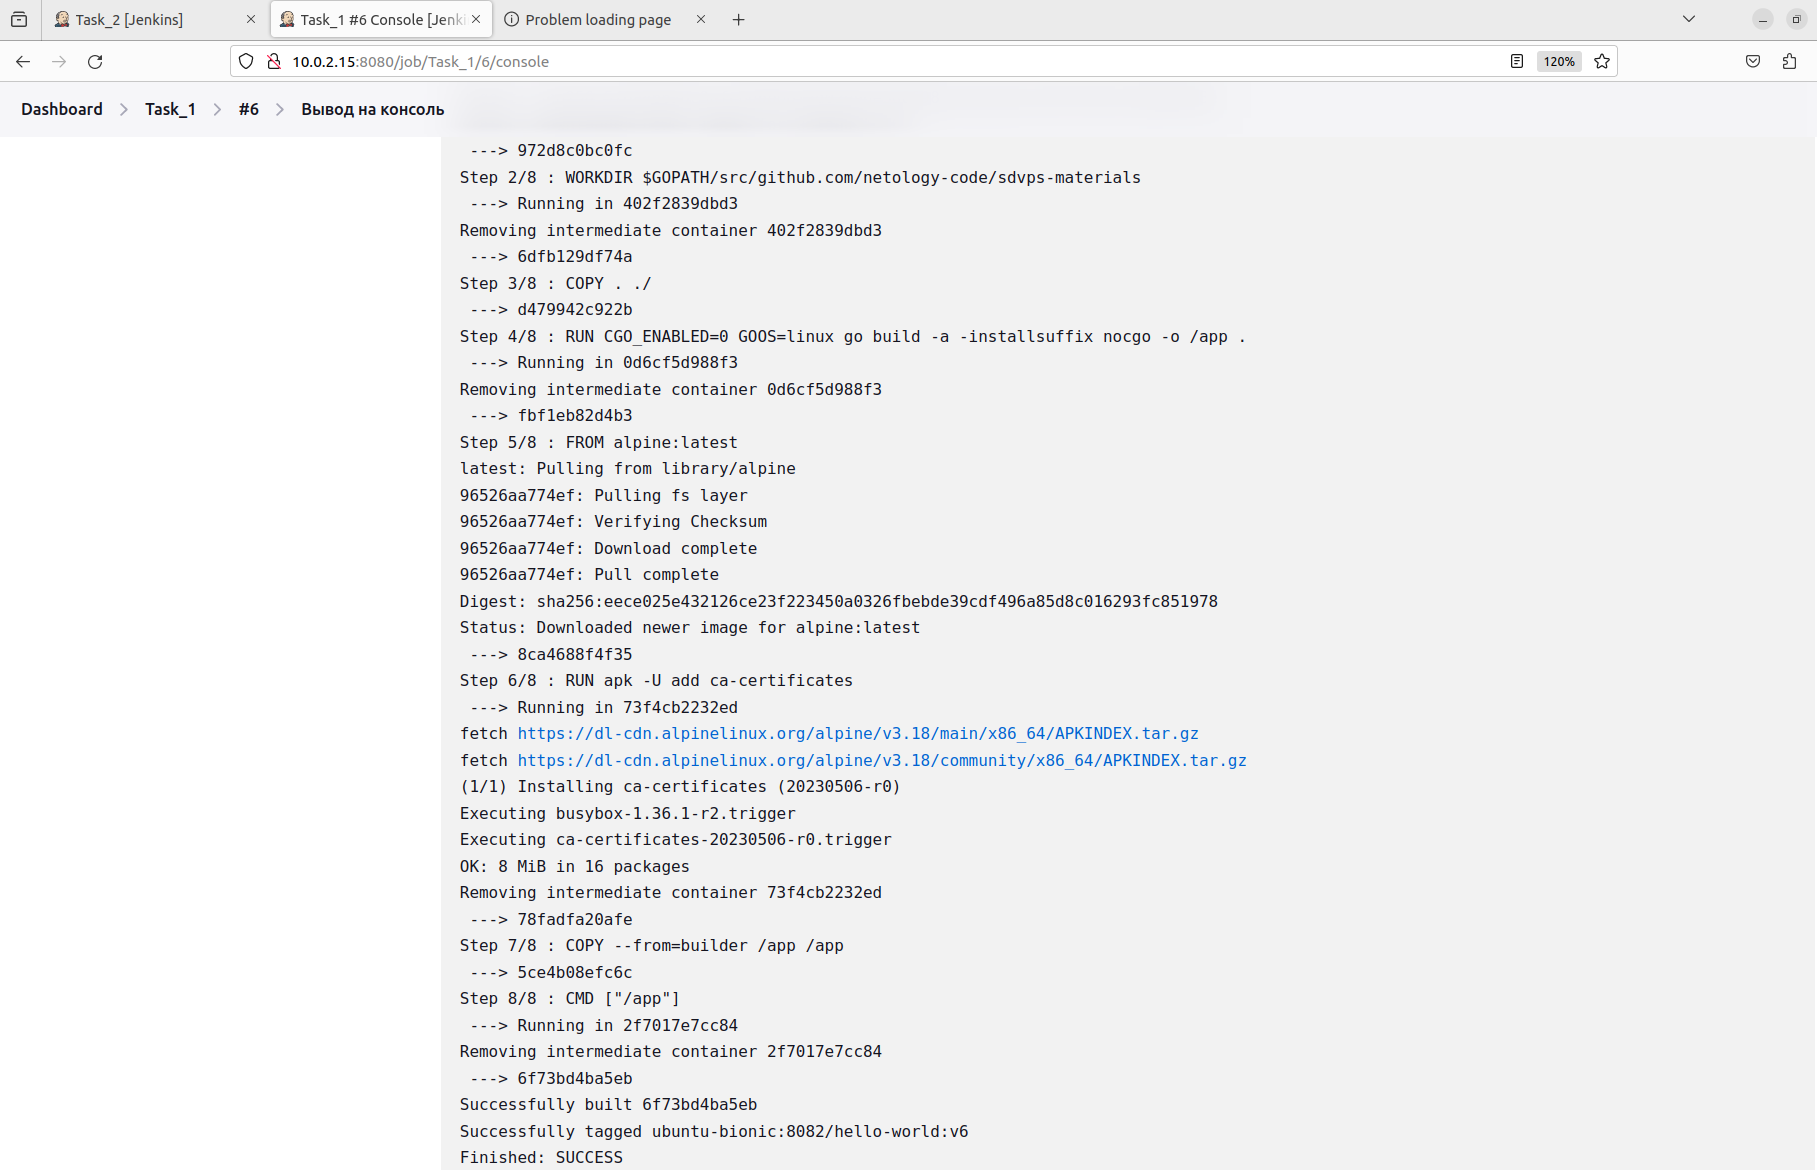 Task_2 [Jenkins]
Task_1 #6 Console [Jenki
Problem loading page
10.0.2.15:8080/job/Task_1/6/console
120%
Dashboard
Task_1
#6
Вывод на консоль
---> 972d8c0bc0fc
Step 2/8 : WORKDIR $GOPATH/src/github.com/netology-code/sdvps-materials
---> Running in 402f2839dbd3
Removing intermediate container 402f2839dbd3
---> 6dfb129df74a
Step 3/8 : COPY . ./
---> d479942c922b
Step 4/8 : RUN CGO_ENABLED=0 GOOS=linux go build -a -installsuffix nocgo -o /app .
---> Running in 0d6cf5d988f3
Removing intermediate container 0d6cf5d988f3
---> fbf1eb82d4b3
Step 5/8 : FROM alpine:latest
latest: Pulling from library/alpine
96526aa774ef: Pulling fs layer
96526aa774ef: Verifying Checksum
96526aa774ef: Download complete
96526aa774ef: Pull complete
Digest: sha256:eece025e432126ce23f223450a0326fbebde39cdf496a85d8c016293fc851978
Status: Downloaded newer image for alpine:latest
---> 8ca4688f4f35
Step 6/8 : RUN apk -U add ca-certificates
---> Running in 73f4cb2232ed
fetch https://dl-cdn.alpinelinux.org/alpine/v3.18/main/x86_64/APKINDEX.tar.gz
fetch https://dl-cdn.alpinelinux.org/alpine/v3.18/community/x86_64/APKINDEX.tar.gz
(1/1) Installing ca-certificates (20230506-r0)
Executing busybox-1.36.1-r2.trigger
Executing ca-certificates-20230506-r0.trigger
OK: 8 MiB in 16 packages
Removing intermediate container 73f4cb2232ed
---> 78fadfa20afe
Step 7/8 : COPY --from=builder /app /app
---> 5ce4b08efc6c
Step 8/8 : CMD ["/app"]
---> Running in 2f7017e7cc84
Removing intermediate container 2f7017e7cc84
---> 6f73bd4ba5eb
Successfully built 6f73bd4ba5eb
Successfully tagged ubuntu-bionic:8082/hello-world:v6
Finished: SUCCESS